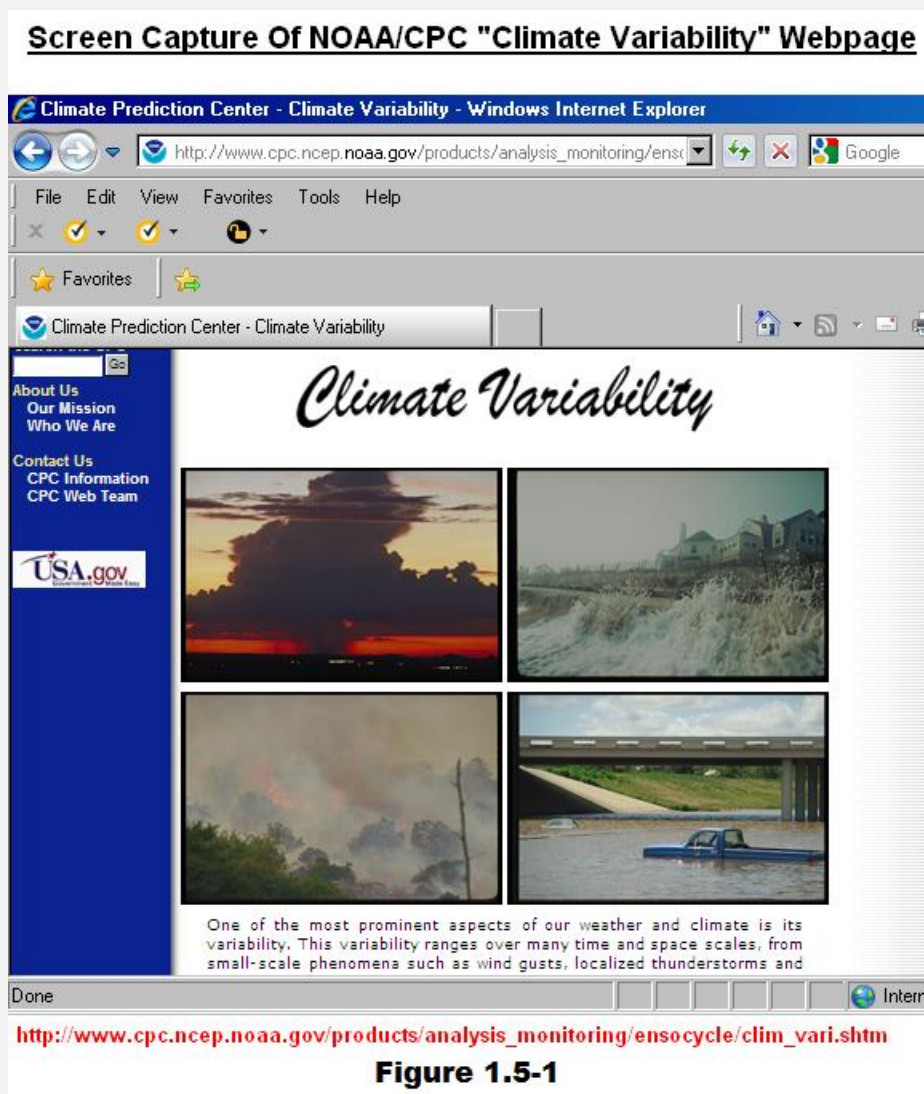 Screen Capture Of NOAA/CPC "Climate Variability" Webpage
Climate Prediction Center - Climate Variability - Windows Internet Explorer
http://www.cpc.ncep.noaa.gov/products/analysis_monitoring/enso
Google
File Edit View Favorites Tools Help
Favorites
Climate Prediction Center - Climate Variability
Go
About Us
Our Mission
Who We Are
Contact Us
CPC Information
CPC Web Team
USA.gov
Government Made Easy
Climate Variability
One of the most prominent aspects of our weather and climate is its
variability. This variability ranges over many time and space scales, from
small-scale phenomena such as wind gusts, localized thunderstorms and
Done
Intern
http://www.cpc.ncep.noaa.gov/products/analysis_monitoring/ensocycle/clim_vari.shtm
Figure 1.5-1